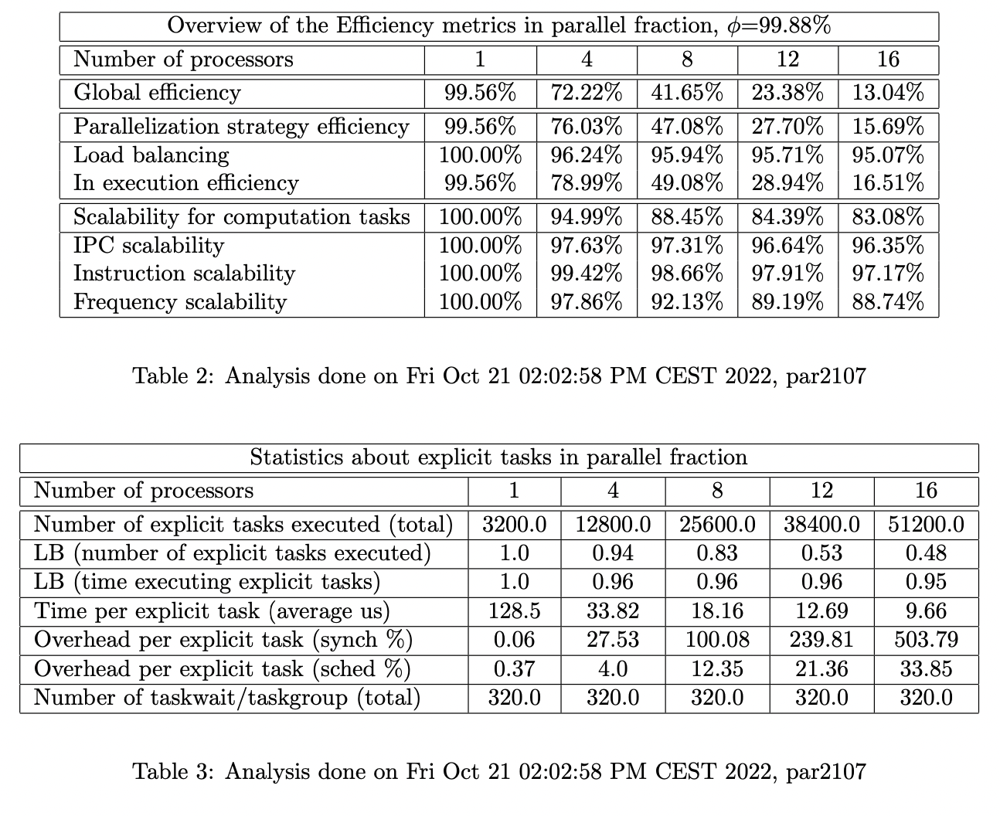 Overview of the Efficiency metrics in parallel fraction, ϕ=99.88%
Number of processors 1 4 8 12 16
Global efficiency 99.56% 72.22% 41.65% 23.38% 13.04%
Parallelization strategy efficiency 99.56% 76.03% 47.08% 27.70% 15.69%
Load balancing 100.00% 96.24% 95.94% 95.71% 95.07%
In execution efficiency 99.56% 78.99% 49.08% 28.94% 16.51%
Scalability for computation tasks 100.00% 94.99% 88.45% 84.39% 83.08%
IPC scalability 100.00% 97.63% 97.31% 96.64% 96.35%
Instruction scalability 100.00% 99.42% 98.66% 97.91% 97.17%
Frequency scalability 100.00% 97.86% 92.13% 89.19% 88.74%
Table 2: Analysis done on Fri Oct 21 02:02:58 PM CEST 2022, par2107
Statistics about explicit tasks in parallel fraction
Number of processors 1 4 8 12 16
Number of explicit tasks executed (total) 3200.0 12800.0 25600.0 38400.0 51200.0
LB (number of explicit tasks executed) 1.0 0.94 0.83 0.53 0.48
LB (time executing explicit tasks) 1.0 0.96 0.96 0.96 0.95
Time per explicit task (average us) 128.5 33.82 18.16 12.69 9.66
Overhead per explicit task (synch %) 0.06 27.53 100.08 239.81 503.79
Overhead per explicit task (sched %) 0.37 4.0 12.35 21.36 33.85
Number of taskwait/taskgroup (total) 320.0 320.0 320.0 320.0 320.0
Table 3: Analysis done on Fri Oct 21 02:02:58 PM CEST 2022, par2107